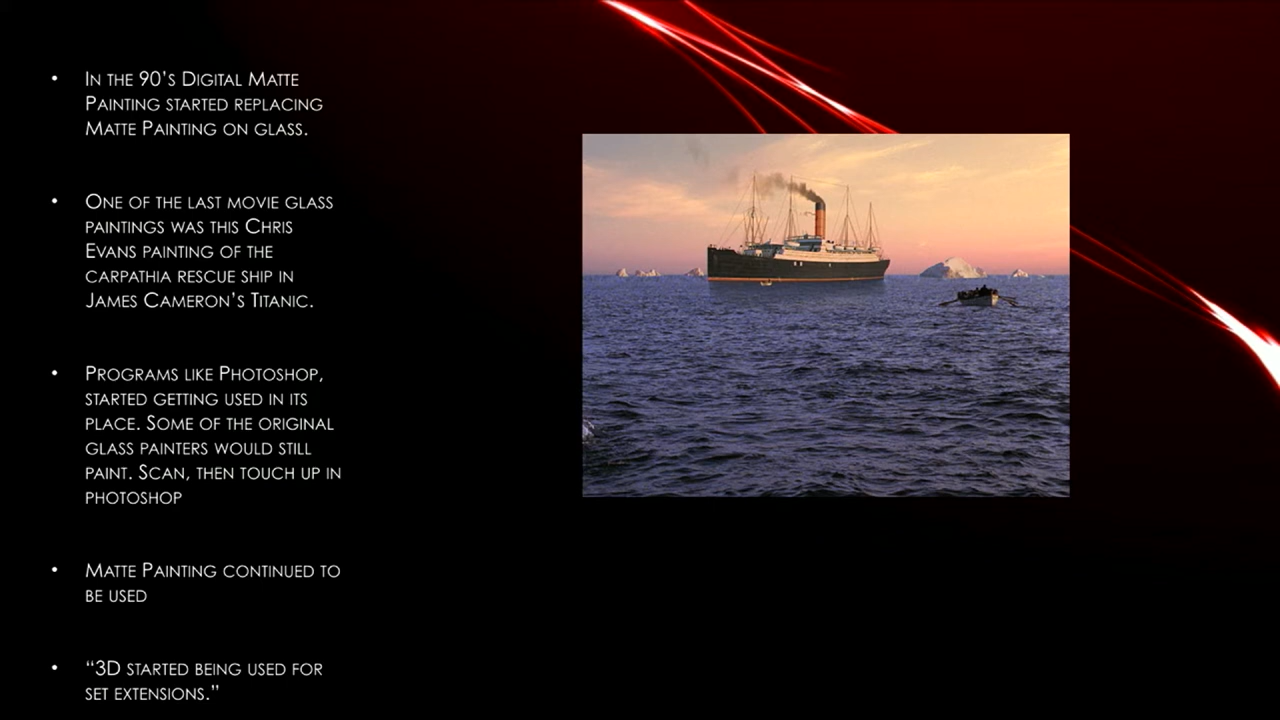 • In the 90's Digital Matte
Painting started replacing
Matte Painting on glass.
• One of the last movie glass
paintings was this Chris
Evans painting of the
carpathia rescue ship in
James Cameron's Titanic.
• Programs like Photoshop,
started getting used in its
place. Some of the original
glass painters would still
paint. Scan, then touch up in
photoshop
• Matte Painting continued to
be used
• “3D started being used for
set extensions.”